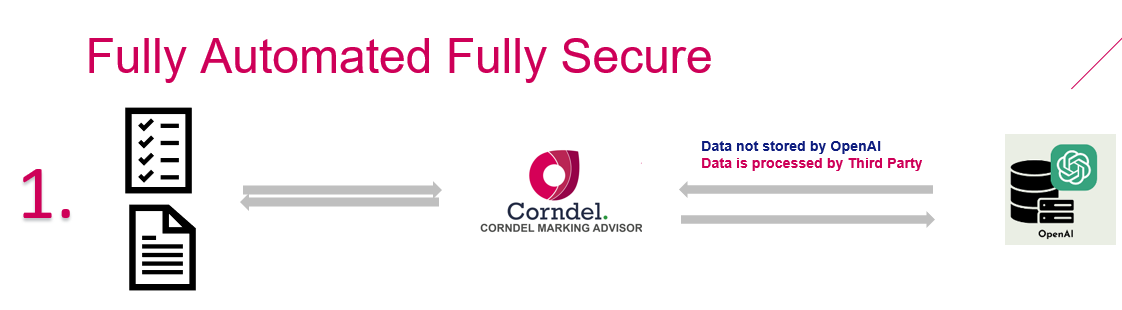 Fully Automated Fully Secure
1.
Data not stored by OpenAI
Data is processed by Third Party
Corndel.
CORNDEL MARKING ADVISOR
OpenAI